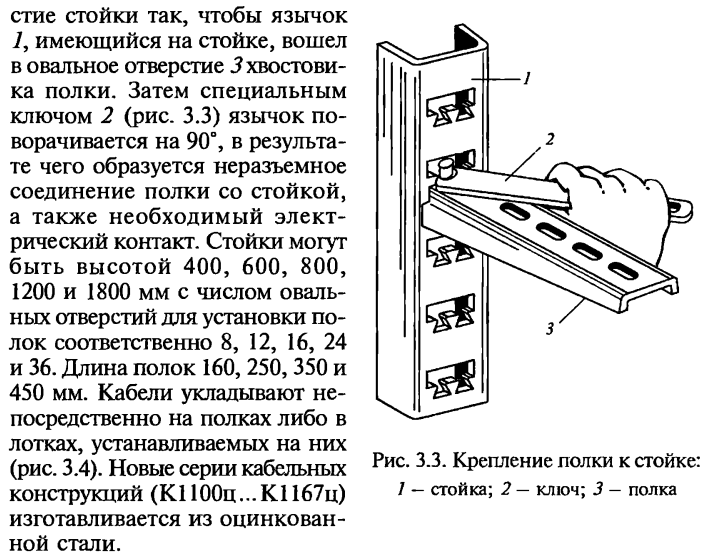 стие стойки так, чтобы язычок
1, имеющийся на стойке, вошел
в овальное отверстие 3 хвостови-
ка полки. Затем специальным
ключом 2 (рис. 3.3) язычок по-
ворачивается на 90°, в результа-
те чего образуется неразъемное
соединение полки со стойкой,
а также необходимый элект-
рический контакт. Стойки могут
быть высотой 400, 600, 800,
1200 и 1800 мм с числом оваль-
ных отверстий для установки по-
лок соответственно 8, 12, 16, 24
и 36. Длина полок 160, 250, 350 и
450 мм. Кабели укладывают не-
посредственно на полках либо в
лотках, устанавливаемых на них
(рис. 3.4). Новые серии кабельных
конструкций (К1100ц...К1167ц)
изготавливается из оцинкован-
ной стали.
1
2
3
Рис. 3.3. Крепление полки к стойке:
1 – стойка; 2 – ключ; 3 – полка